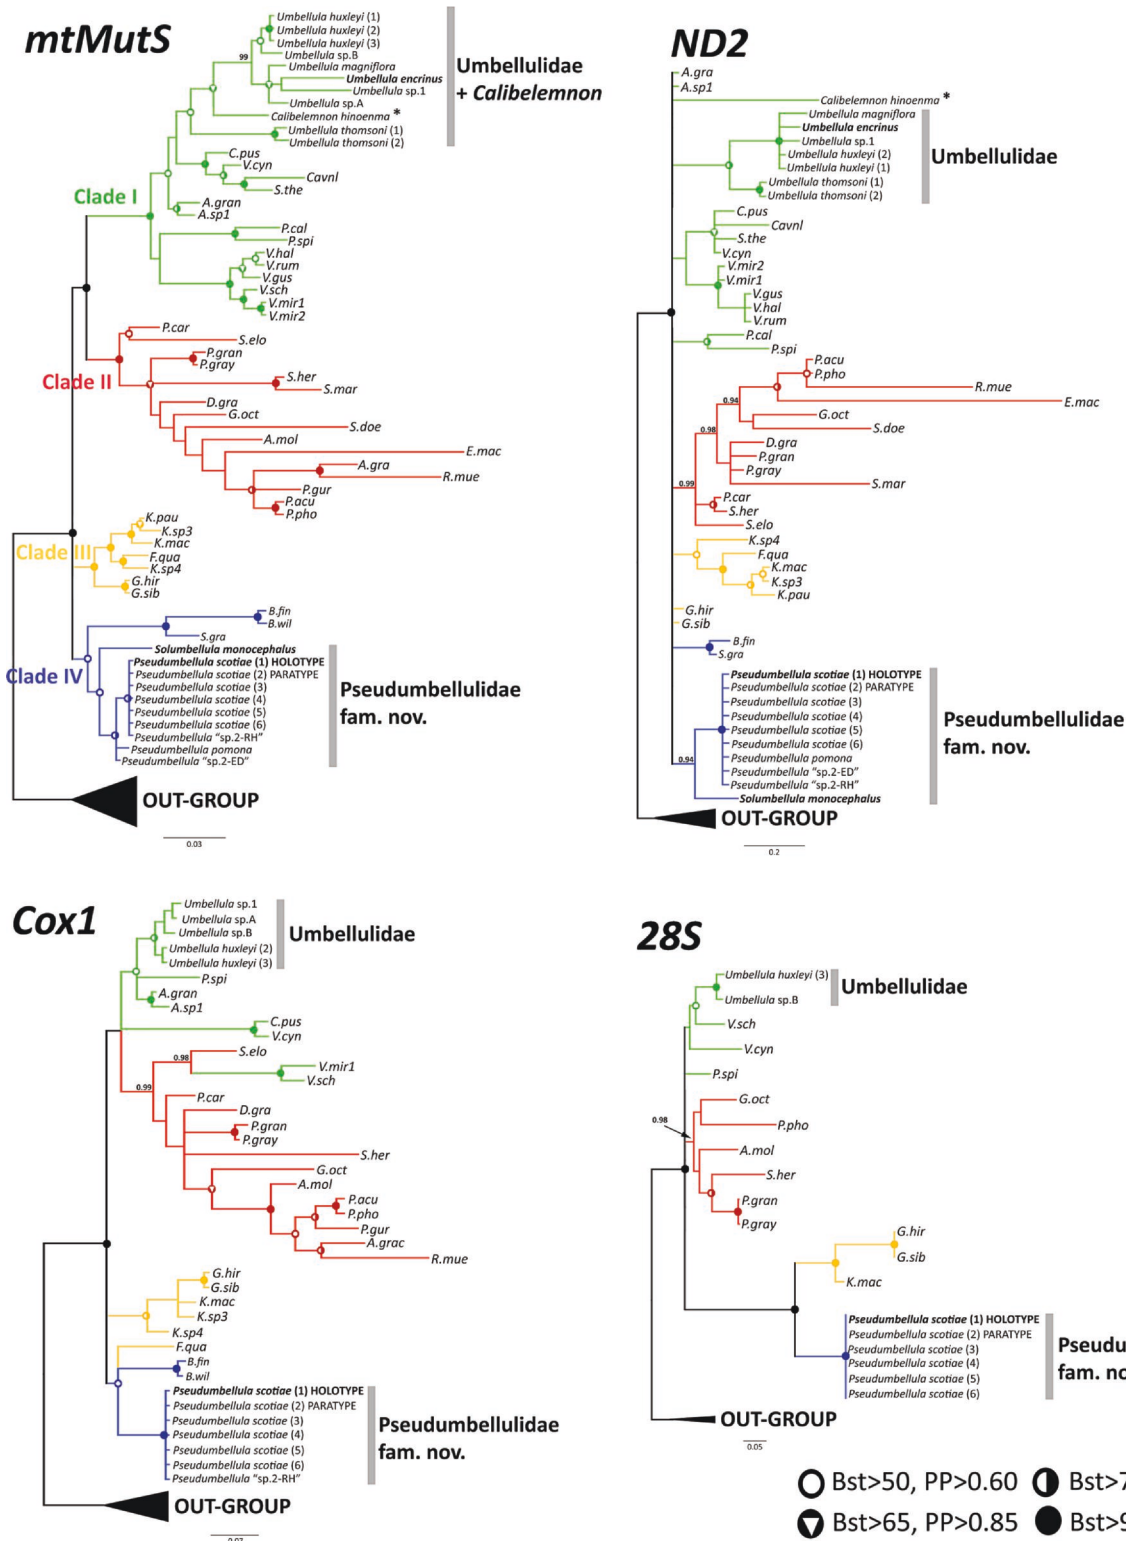 mtMutS
Umbellula huxleyi (1)
Umbellula huxleyi (2)
Umbellula huxleyi (3)
Umbellula sp.B
99
Umbellula magniflora
Umbellula encrinus
Umbellula sp.1
Umbellula sp.A
Calibelemnon hinoenma *
Umbellula thomsoni (1)
Umbellula thomsoni (2)
Umbellulidae
+ Calibelemnon
C.pus
V.cyn
Cavnl
S.the
Clade I
A.gran
A.sp1
P.cal
P.spi
V.hal
V.rum
V.gus
V.sch
V.mir1
V.mir2
P.car
S.elo
P.gran
P.gray
Clade II
S.her
S.mar
D.gra
G.oct
S.doe
A.mol
E.mac
A.gra
R.mue
P.gur
P.acu
P.pho
K.pau
K.sp3
K.mac
Clade III
F.qua
K.sp4
G.hir
G.sib
B.fin
B.wil
S.gra
Solumbellula monocephalus
Clade IV
Pseudumbellula scotiae (1) HOLOTYPE
Pseudumbellula scotiae (2) PARATYPE
Pseudumbellula scotiae (3)
Pseudumbellula scotiae (4)
Pseudumbellula scotiae (5)
Pseudumbellula scotiae (6)
Pseudumbellula "sp.2-RH"
Pseudumbellula pomona
Pseudumbellula "sp.2-ED"
Pseudumbellulidae
fam. nov.
OUT-GROUP
0.03
ND2
A.gra
A.sp1
Calibelemnon hinoenma *
Umbellula magniflora
Umbellula encrinus
Umbellula sp.1
Umbellula huxleyi (2)
Umbellula huxleyi (1)
Umbellula thomsoni (1)
Umbellula thomsoni (2)
Umbellulidae
C.pus
Cavnl
S.the
V.cyn
V.mir2
V.mir1
V.gus
V.hal
V.rum
P.cal
P.spi
P.acu
P.pho
R.mue
0.94
E.mac
G.oct
0.98
S.doe
D.gra
P.gran
P.gray
0.99
S.mar
P.car
S.her
S.elo
K.sp4
F.qua
K.mac
K.sp3
K.pau
G.hir
G.sib
B.fin
S.gra
Pseudumbellula scotiae (1) HOLOTYPE
Pseudumbellula scotiae (2) PARATYPE
Pseudumbellula scotiae (3)
Pseudumbellula scotiae (4)
Pseudumbellula scotiae (5)
Pseudumbellula scotiae (6)
Pseudumbellula pomona
Pseudumbellula "sp.2-ED"
Pseudumbellula "sp.2-RH"
0.94
Solumbellula monocephalus
Pseudumbellulidae
fam. nov.
OUT-GROUP
0.2
Cox1
Umbellula sp.1
Umbellula sp.A
Umbellula sp.B
Umbellula huxleyi (2)
Umbellula huxleyi (3)
Umbellulidae
P.spi
A.gran
A.sp1
C.pus
V.cyn
S.elo
0.98
V.mir1
V.sch
0.99
P.car
D.gra
P.gran
P.gray
S.her
G.oct
A.mol
P.acu
P.pho
P.gur
A.grac
R.mue
G.hir
G.sib
K.mac
K.sp3
K.sp4
F.qua
B.fin
B.wil
Pseudumbellula scotiae (1) HOLOTYPE
Pseudumbellula scotiae (2) PARATYPE
Pseudumbellula scotiae (3)
Pseudumbellula scotiae (4)
Pseudumbellula scotiae (5)
Pseudumbellula scotiae (6)
Pseudumbellula "sp.2-RH"
Pseudumbellulidae
fam. nov.
OUT-GROUP
28S
Umbellula huxleyi (3)
Umbellula sp.B
Umbellulidae
V.sch
V.cyn
P.spi
G.oct
0.98
P.pho
A.mol
S.her
P.gran
P.gray
G.hir
G.sib
K.mac
Pseudumbellula scotiae (1) HOLOTYPE
Pseudumbellula scotiae (2) PARATYPE
Pseudumbellula scotiae (3)
Pseudumbellula scotiae (4)
Pseudumbellula scotiae (5)
Pseudumbellula scotiae (6)
fam.
OUT-GROUP
0.05
Bst>50, PP>0.60
Bst>7
Bst>65, PP>0.85
Bst>9